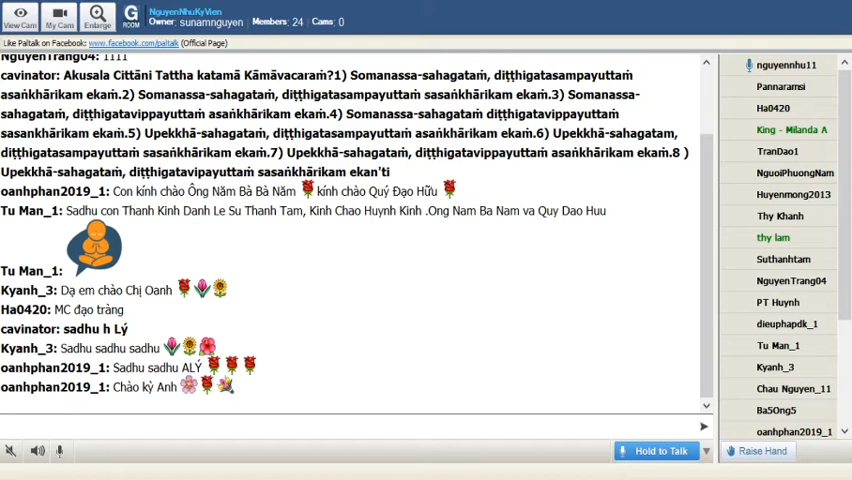 View Cam
My Cam
Enlarge
G
ROOM
NguyenNhuKyVien
Owner: sunamnguyen Members: 24 Cams: 0
Like Paltalk on Facebook: www.facebook.com/paltalk (Official Page)
NguyenTrang04: 1111
cavinator: Akusala Cittāni Tattha katamā Kāmāvacaraṁ?1) Somanassa-sahagataṁ, diṭṭhigatasampayuttaṁ
asaṅkhārikam ekaṁ.2) Somanassa-sahagataṁ, diṭṭhigatasampayuttaṁ sasaṅkhārikam ekaṁ.3) Somanassa-
sahagataṁ, diṭṭhigatavippayuttaṁ asaṅkhārikam ekaṁ.4) Somanassa-sahagataṁ diṭṭhigatavippayuttaṁ
sasankhārikam ekaṁ.5) Upekkhā-sahagataṁ, diṭṭhigatasampayuttaṁ asaṅkhārikam ekaṁ.6) Upekkhā-sahagatam,
diṭṭhigatasampayuttaṁ sasaṅkhārikam ekaṁ.7) Upekkhā-sahagataṁ, diṭṭhigatavippayuttaṁ asaṅkhārikam ekaṁ.8 )
Upekkhā-sahagataṁ, diṭṭhigatavipayuttaṁ sasaṅkhārikam ekan'ti
oanhphan2019_1: Con kính chào Ông Năm Bà Bà Năm kính chào Quý Đạo Hữu
Tu Man_1: Sadhu con Thanh Kinh Danh Le Su Thanh Tam, Kinh Chao Huynh Kinh .Ong Nam Ba Nam va Quy Dao Huu
Tu Man_1:
Kyanh_3: Dạ em chào Chị Oanh
Ha0420: MC đạo tràng
cavinator: sadhu h Lý
Kyanh_3: Sadhu sadhu sadhu
oanhphan2019_1: Sadhu sadhu ALÝ
oanhphan2019_1: Chào kỳ Anh
Hold to Talk
nguyennhu11
Pannaramsi
Ha0420
King - Milanda A
TranDao1
NguoiPhuongNam
Huyenmong2013
Thy Khanh
thy lam
Suthanhtam
NguyenTrang04
PT Huynh
dieuphapdk_1
Tu Man_1
Kyanh_3
Chau Nguyen_11
Ba5Ong5
oanhphan2019_1
Raise Hand